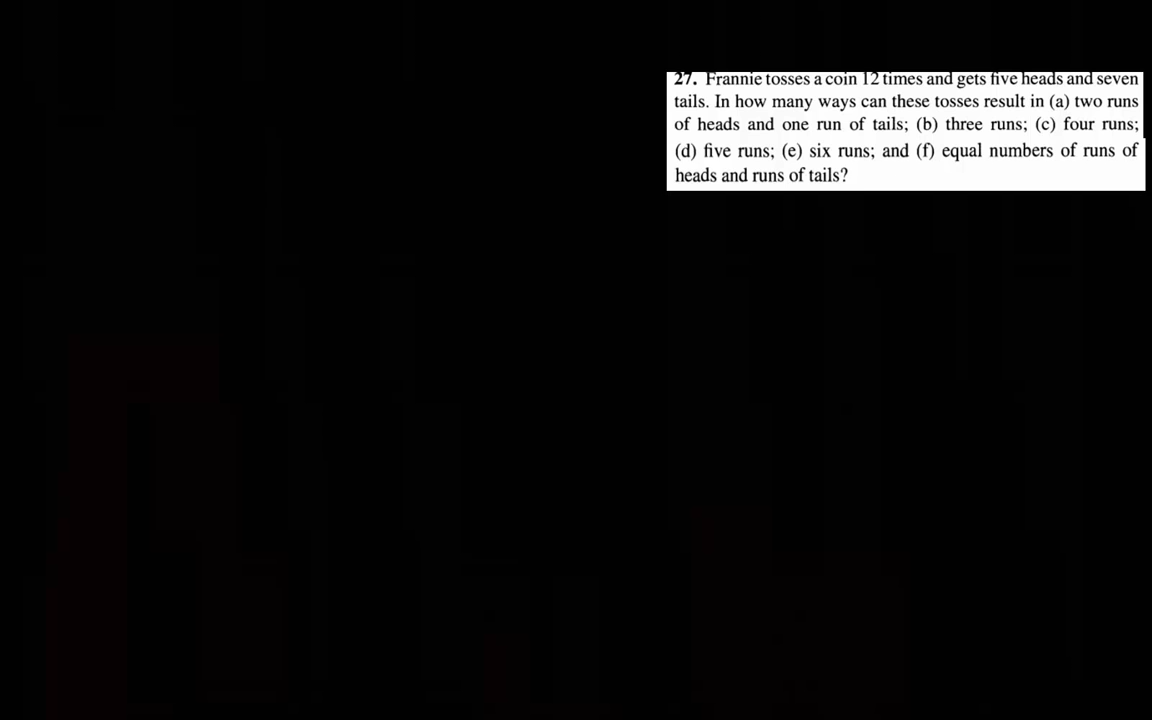 27. Frannie tosses a coin 12 times and gets five heads and seven
tails. In how many ways can these tosses result in (a) two runs
of heads and one run of tails; (b) three runs; (c) four runs;
(d) five runs; (e) six runs; and (f) equal numbers of runs of
heads and runs of tails?